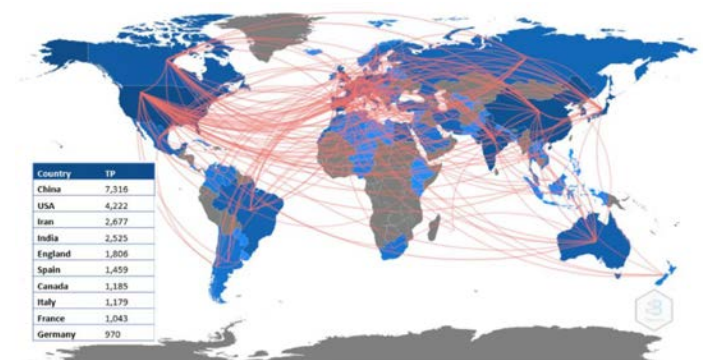 Country TP
China 7,316
USA 4,222
Iran 2,677
India 2,525
England 1,806
Spain 1,459
Canada 1,185
Italy 1,179
France 1,043
Germany 970